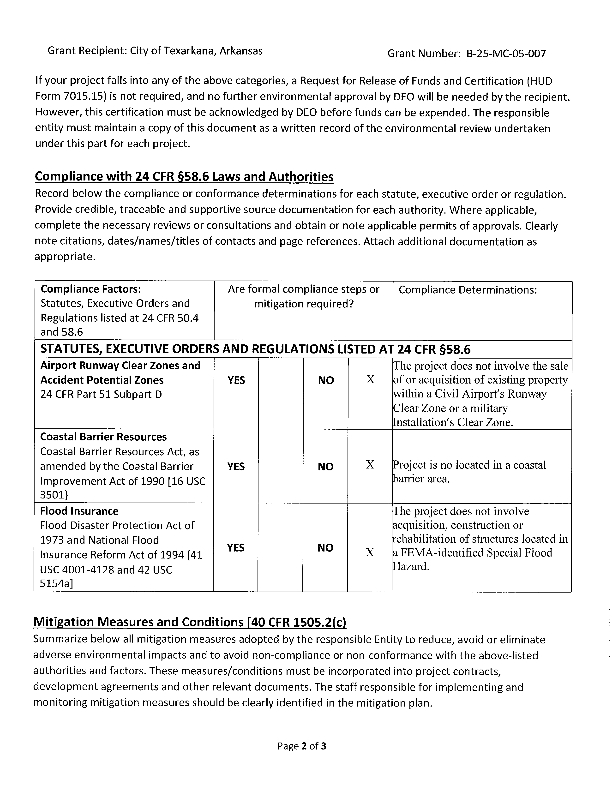 Grant Recipient: City of Texarkana, Arkansas
Grant Number: B-25-MC-05-007
If your project falls into any of the above categories, a Request for Release of Funds and Certification (HUD
Form 7015.15) is not required, and no further environmental approval by DEO will be needed by the recipient.
However, this certification must be acknowledged by DEO before funds can be expended. The responsible
entity must maintain a copy of this document as a written record of the environmental review undertaken
under this part for each project.
Compliance with 24 CFR §58.6 Laws and Authorities
Record below the compliance or conformance determinations for each statute, executive order or regulation.
Provide credible, traceable and supportive source documentation for each authority. Where applicable,
complete the necessary reviews or consultations and obtain or note applicable permits of approvals. Clearly
note citations, dates/names/titles of contacts and page references. Attach additional documentation as
appropriate.
Compliance Factors:
Statutes, Executive Orders and
Regulations listed at 24 CFR 50.4
and 58.6
Are formal compliance steps or
mitigation required?
Compliance Determinations:
STATUTES, EXECUTIVE ORDERS AND REGULATIONS LISTED AT 24 CFR §58.6
Airport Runway Clear Zones and
Accident Potential Zones
24 CFR Part 51 Subpart D
YES
NO
X
The project does not involve the sale
of or acquisition of existing property
within a Civil Airport's Runway
Clear Zone or a military
Installation's Clear Zone.
Coastal Barrier Resources
Coastal Barrier Resources Act, as
amended by the Coastal Barrier
Improvement Act of 1990 [16 USC
3501]
YES
NO
X
Project is no located in a coastal
barrier area.
Flood Insurance
Flood Disaster Protection Act of
1973 and National Flood
Insurance Reform Act of 1994 [41
USC 4001-4128 and 42 USC
5154a]
YES
NO
X
The project does not involve
acquisition, construction or
rehabilitation of structures located in
a FEMA-identified Special Flood
Hazard.
Mitigation Measures and Conditions [40 CFR 1505.2(c)
Summarize below all mitigation measures adopted by the responsible Entity to reduce, avoid or eliminate
adverse environmental impacts and to avoid non-compliance or non-conformance with the above-listed
authorities and factors. These measures/conditions must be incorporated into project contracts,
development agreements and other relevant documents. The staff responsible for implementing and
monitoring mitigation measures should be clearly identified in the mitigation plan.
Page 2 of 3